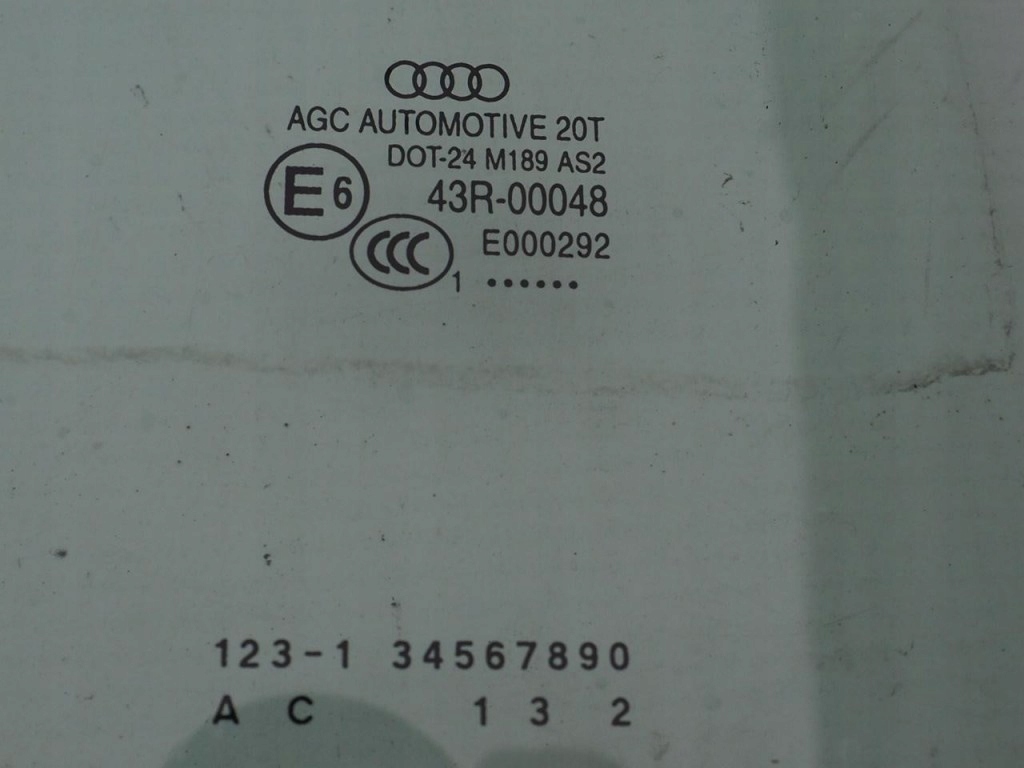 AGC AUTOMOTIVE 20T
DOT-24 M189 AS2
E6 43R-00048
CCC E000292
1 ••••••
123-1 34567890
A C 1 3 2